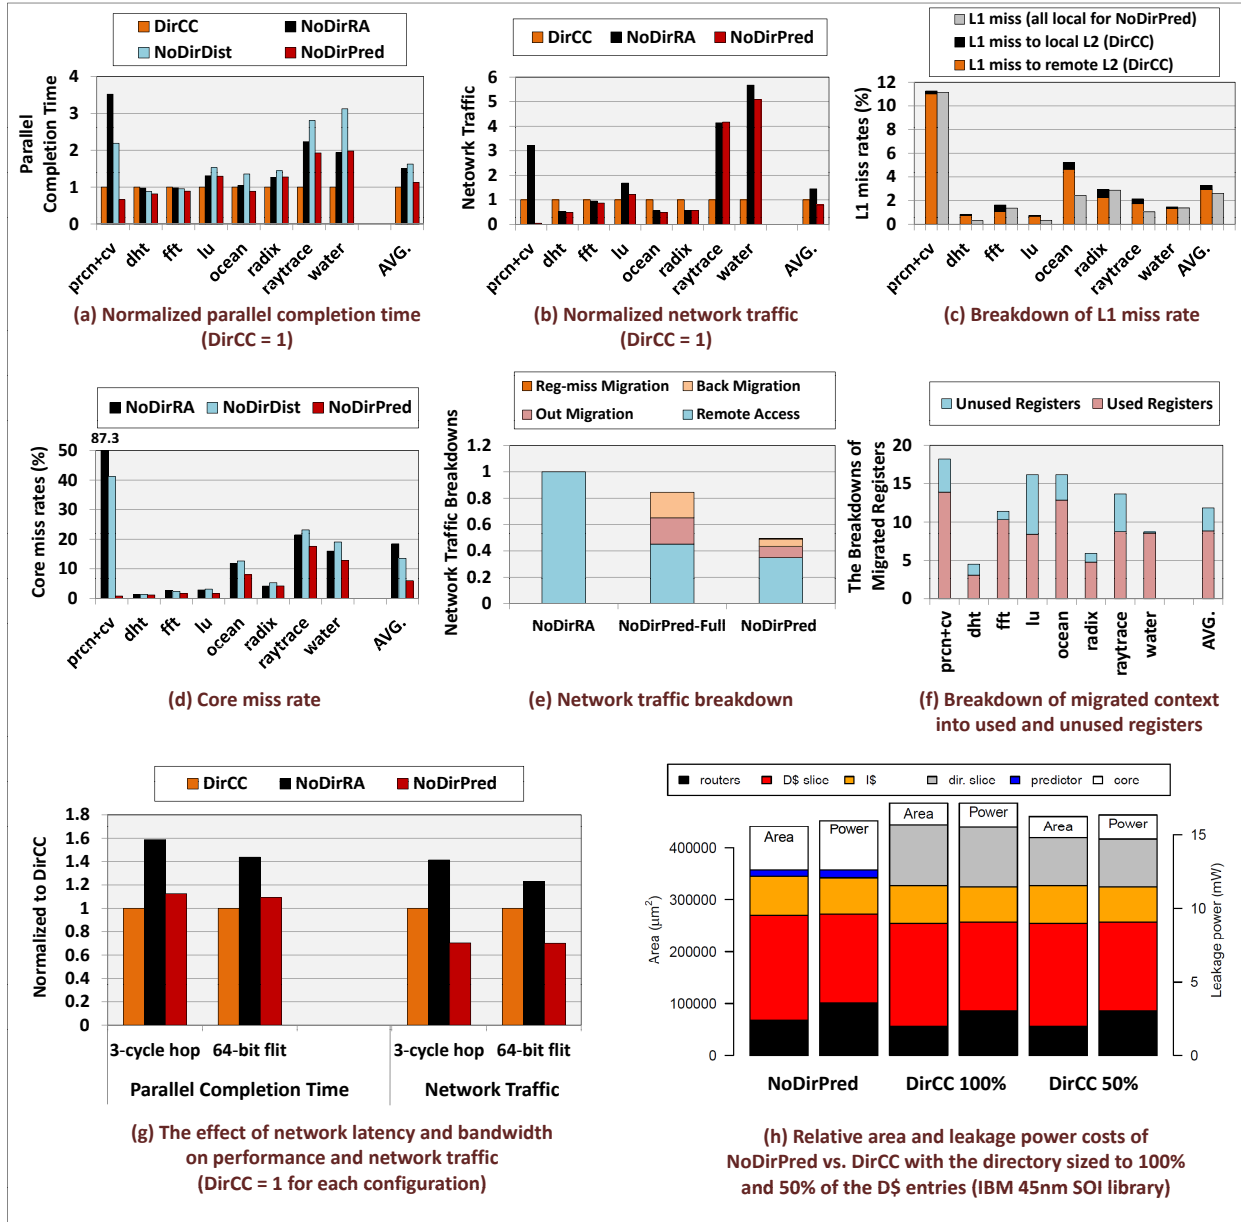 DirCC NoDirRA
NoDirDist NoDirPred
Parallel
Completion Time
4
3
2
1
0
prcn+cv dht fft lu ocean radix raytrace water AVG.
(a) Normalized parallel completion time
(DirCC = 1)
DirCC NoDirRA NoDirPred
Netowrk Traffic
6
5
4
3
2
1
0
prcn+cv dht fft lu ocean radix raytrace water AVG.
(b) Normalized network traffic
(DirCC = 1)
L1 miss (all local for NoDirPred)
L1 miss to local L2 (DirCC)
L1 miss to remote L2 (DirCC)
L1 miss rates (%)
12
10
8
6
4
2
0
prcn+cv dht fft lu ocean radix raytrace water AVG.
(c) Breakdown of L1 miss rate
NoDirRA NoDirDist NoDirPred
87.3
Core miss rates (%)
50
40
30
20
10
0
prcn+cv dht fft lu ocean radix raytrace water AVG.
(d) Core miss rate
Reg-miss Migration Back Migration
Out Migration Remote Access
Network Traffic Breakdowns
1.2
1
0.8
0.6
0.4
0.2
0
NoDirRA NoDirPred-Full NoDirPred
(e) Network traffic breakdown
Unused Registers Used Registers
The Breakdowns of
Migrated Registers
20
15
10
5
0
prcn+cv dht fft lu ocean radix raytrace water AVG.
(f) Breakdown of migrated context
into used and unused registers
DirCC NoDirRA NoDirPred
Normalized to DirCC
1.8
1.6
1.4
1.2
1
0.8
0.6
0.4
0.2
0
3-cycle hop 64-bit flit 3-cycle hop 64-bit flit
Parallel Completion Time Network Traffic
(g) The effect of network latency and bandwidth
on performance and network traffic
(DirCC = 1 for each configuration)
routers D$ slice I$ dir. slice predictor core
Area (μm²)
400000
300000
200000
100000
0
Area Power Area Power Area Power
15
10
5
0
Leakage power (mW)
NoDirPred DirCC 100% DirCC 50%
(h) Relative area and leakage power costs of
NoDirPred vs. DirCC with the directory sized to 100%
and 50% of the D$ entries (IBM 45nm SOI library)